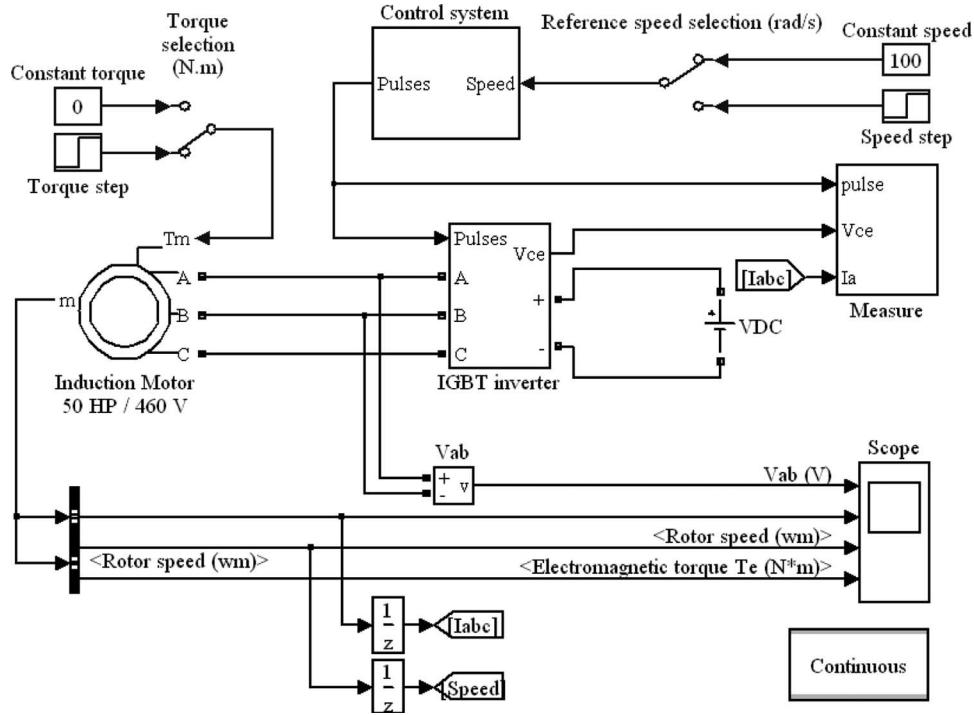 Control system
Torque
selection
(N.m)
Reference speed selection (rad/s)
Constant speed
Constant torque
0
Pulses
Speed
100
Speed step
Torque step
pulse
Tm
Pulses
Vce
Vce
[Iabc]
Ia
Measure
m
A
A
+
B
B
VDC
C
C
-
Induction Motor
50 HP / 460 V
IGBT inverter
Vab
Scope
+
-
v
Vab (V)
<Rotor speed (wm)>
<Rotor speed (wm)>
<Electromagnetic torque Te (N*m)>
1
z
[Iabc]
1
z
[Speed]
Continuous